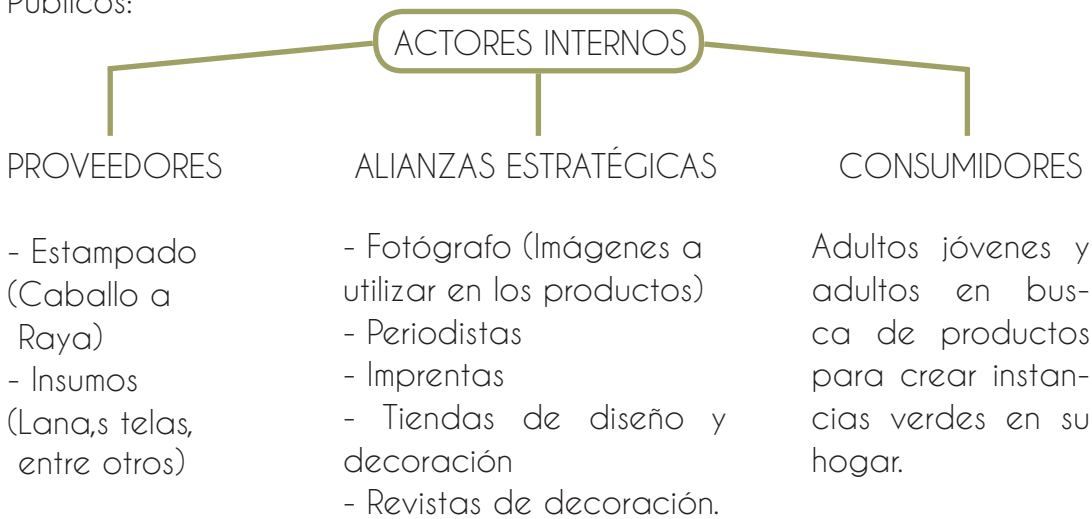 Públicos:
ACTORES INTERNOS
PROVEEDORES
- Estampado
(Caballo a
Raya)
- Insumos
(Lana,s telas,
entre otros)
ALIANZAS ESTRATÉGICAS
- Fotógrafo (Imágenes a
utilizar en los productos)
- Periodistas
- Imprentas
- Tiendas de diseño y
decoración
- Revistas de decoración.
CONSUMIDORES
Adultos jóvenes y
adultos en bus-
ca de productos
para crear instan-
cias verdes en su
hogar.